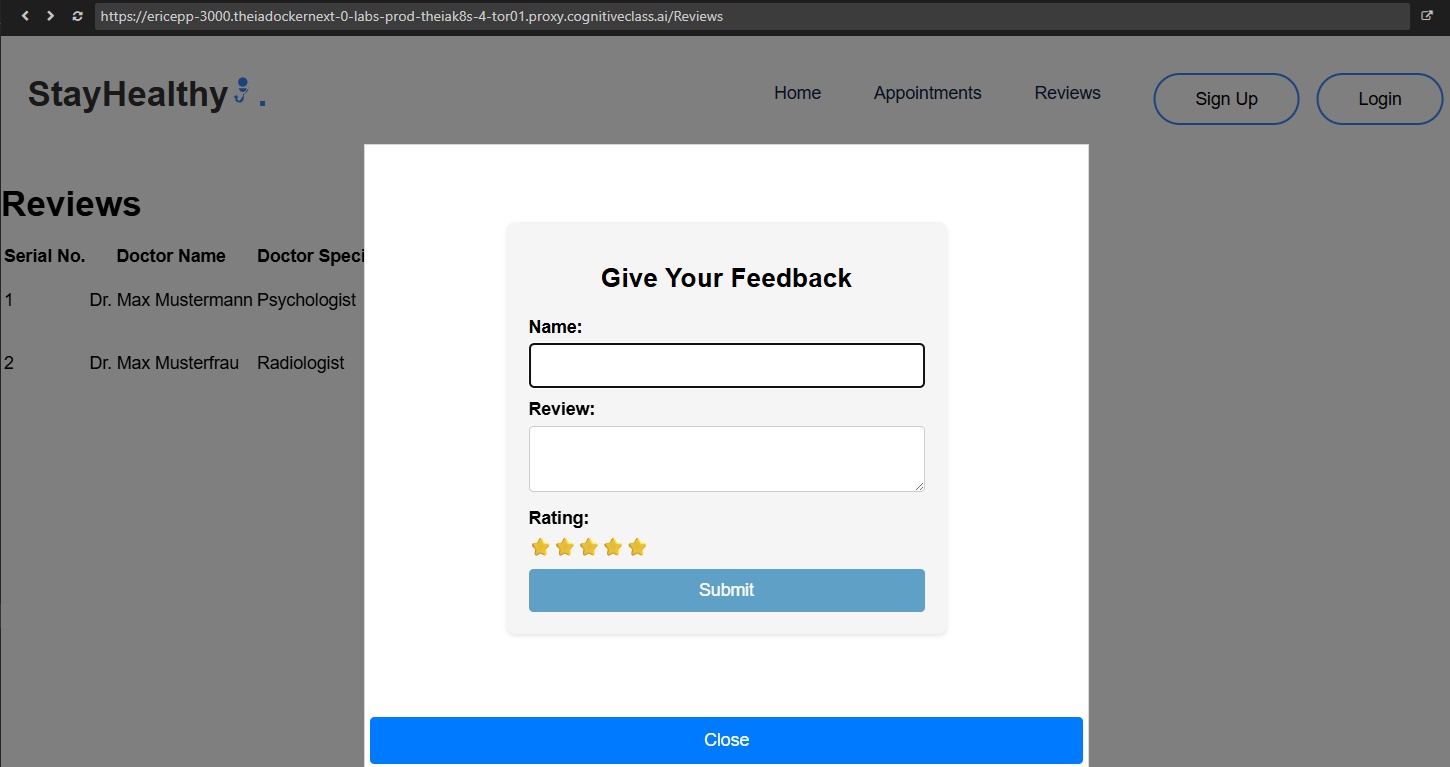 https://ericepp-3000.theiadockernext-0-labs-prod-theiak8s-4-tor01.proxy.cognitiveclass.ai/Reviews
StayHealthy .
Home Appointments Reviews Sign Up Login
Reviews
Serial No. Doctor Name Doctor Speci
1 Dr. Max Mustermann Psychologist
2 Dr. Max Musterfrau Radiologist
Give Your Feedback
Name:
Review:
Rating:
Submit
Close